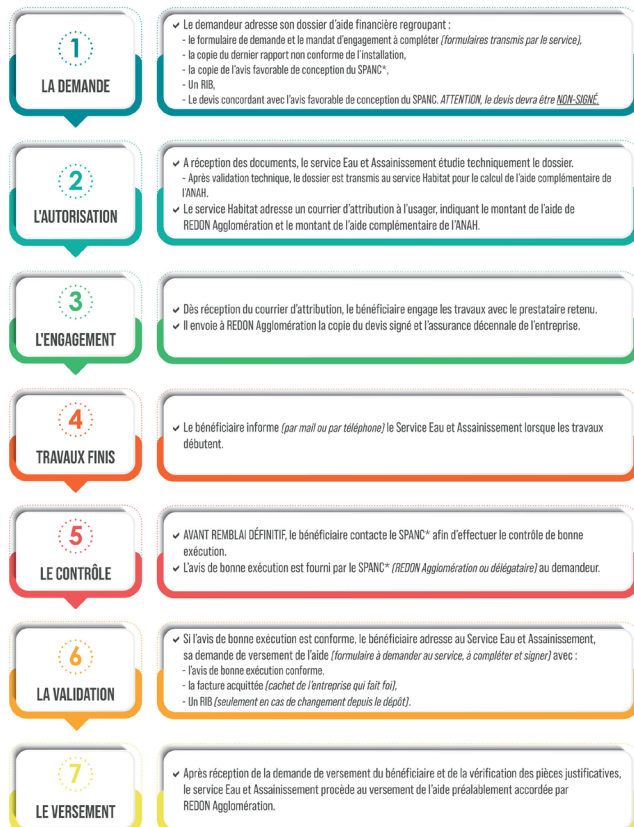 1
LA DEMANDE
✓ Le demandeur adresse son dossier d'aide financière regroupant :
- le formulaire de demande et le mandat d'engagement à compléter (formulaires transmis par le service),
- la copie du dernier rapport non conforme de l'installation,
- la copie de l'avis favorable de conception du SPANC*,
- Un RIB,
- Le devis concordant avec l'avis favorable de conception du SPANC. ATTENTION, le devis devra être NON-SIGNÉ.
2
L'AUTORISATION
✓ A réception des documents, le service Eau et Assainissement étudie techniquement le dossier.
- Après validation technique, le dossier est transmis au service Habitat pour le calcul de l'aide complémentaire de
l'ANAH.
✓ Le service Habitat adresse un courrier d'attribution à l'usager, indiquant le montant de l'aide de
REDON Agglomération et le montant de l'aide complémentaire de l'ANAH.
3
L'ENGAGEMENT
✓ Dès réception du courrier d'attribution, le bénéficiaire engage les travaux avec le prestataire retenu.
✓ Il envoie à REDON Agglomération la copie du devis signé et l'assurance décennale de l'entreprise.
4
TRAVAUX FINIS
✓ Le bénéficiaire informe (par mail ou par téléphone) le Service Eau et Assainissement lorsque les travaux
débutent.
5
LE CONTRÔLE
✓ AVANT REMBLAI DÉFINITIF, le bénéficiaire contacte le SPANC* afin d'effectuer le contrôle de bonne
exécution.
✓ L'avis de bonne exécution est fourni par le SPANC* (REDON Agglomération ou délégataire) au demandeur.
6
LA VALIDATION
✓ Si l'avis de bonne exécution est conforme, le bénéficiaire adresse au Service Eau et Assainissement,
sa demande de versement de l'aide (formulaire à demander au service, à compléter et signer) avec :
- l'avis de bonne exécution conforme,
- la facture acquittée (cachet de l'entreprise qui fait foi),
- Un RIB (seulement en cas de changement depuis le dépôt).
7
LE VERSEMENT
✓ Après réception de la demande de versement du bénéficiaire et de la vérification des pièces justificatives,
le service Eau et Assainissement procède au versement de l'aide préalablement accordée par
REDON Agglomération.